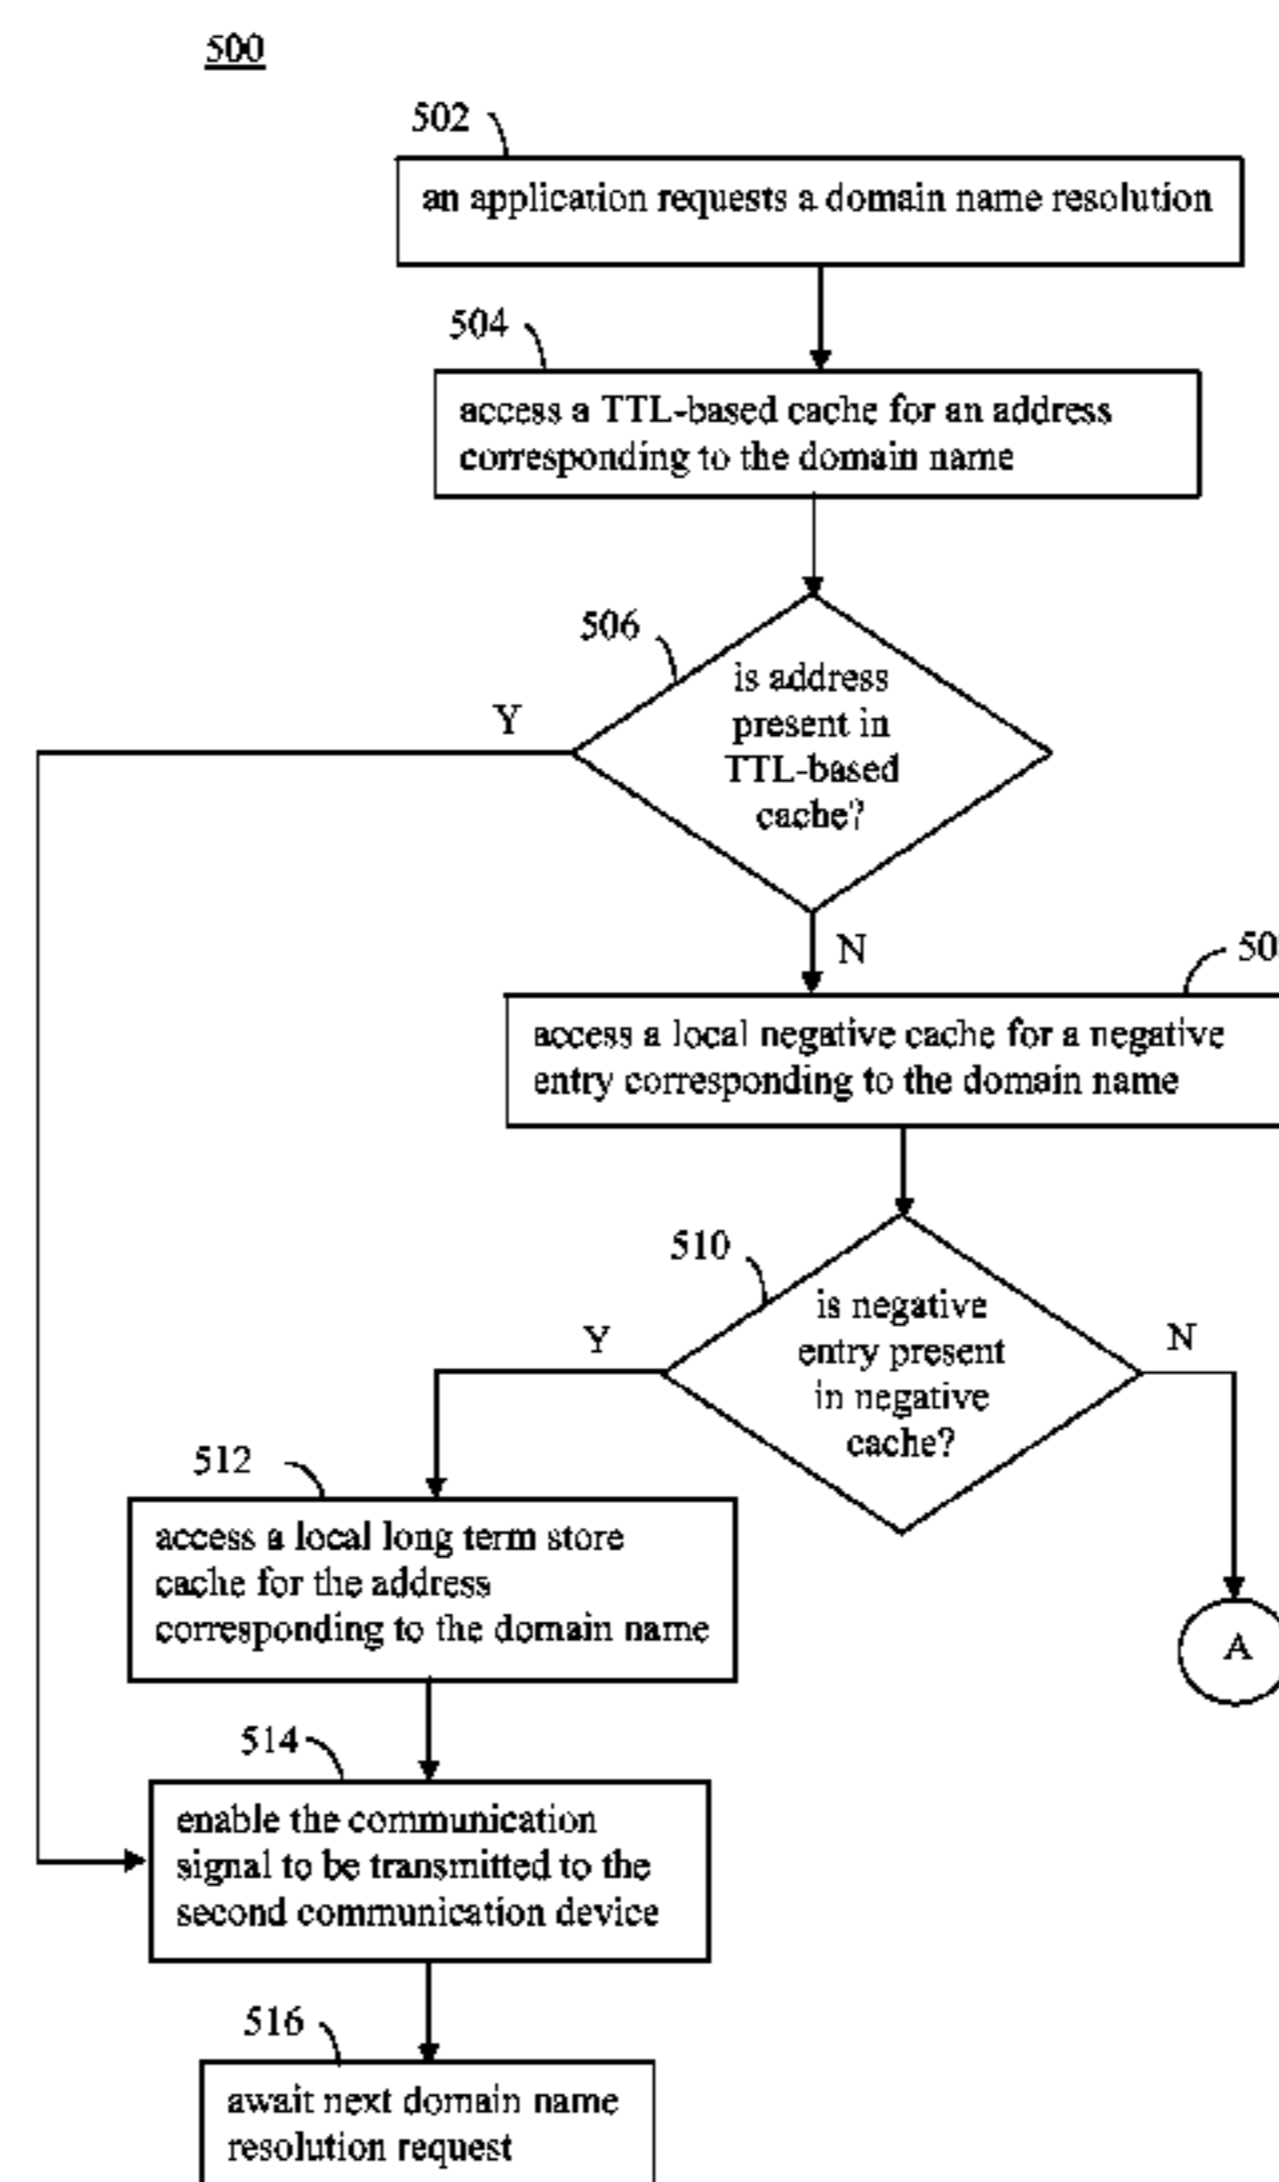 500
502
an application requests a domain name resolution
504
access a TTL-based cache for an address
corresponding to the domain name
506
is address
present in
TTL-based
cache?
Y
N
access a local negative cache for a negative
entry corresponding to the domain name
510
is negative
entry present
in negative
cache?
Y
N
512
access a local long term store
cache for the address
corresponding to the domain name
A
514
enable the communication
signal to be transmitted to the
second communication device
516
await next domain name
resolution request